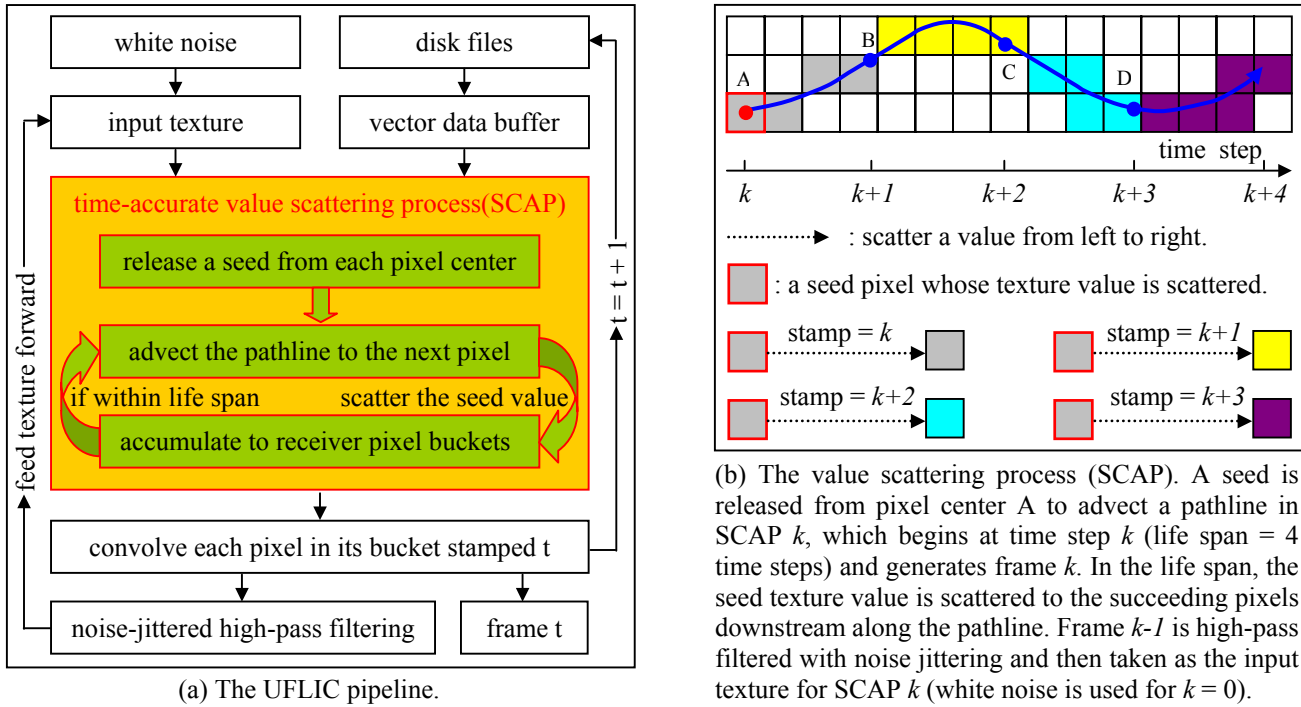 white noise
disk files
input texture
vector data buffer
time-accurate value scattering process(SCAP)
release a seed from each pixel center
advect the pathline to the next pixel
if within life span
scatter the seed value
accumulate to receiver pixel buckets
feed texture forward
t = t + 1
convolve each pixel in its bucket stamped t
noise-jittered high-pass filtering
frame t
(a) The UFLIC pipeline.
A
B
C
D
time step
k
k+1
k+2
k+3
k+4
: scatter a value from left to right.
: a seed pixel whose texture value is scattered.
stamp = k
stamp = k+1
stamp = k+2
stamp = k+3
(b) The value scattering process (SCAP). A seed is
released from pixel center A to advect a pathline in
SCAP k, which begins at time step k (life span = 4
time steps) and generates frame k. In the life span, the
seed texture value is scattered to the succeeding pixels
downstream along the pathline. Frame k-1 is high-pass
filtered with noise jittering and then taken as the input
texture for SCAP k (white noise is used for k = 0).